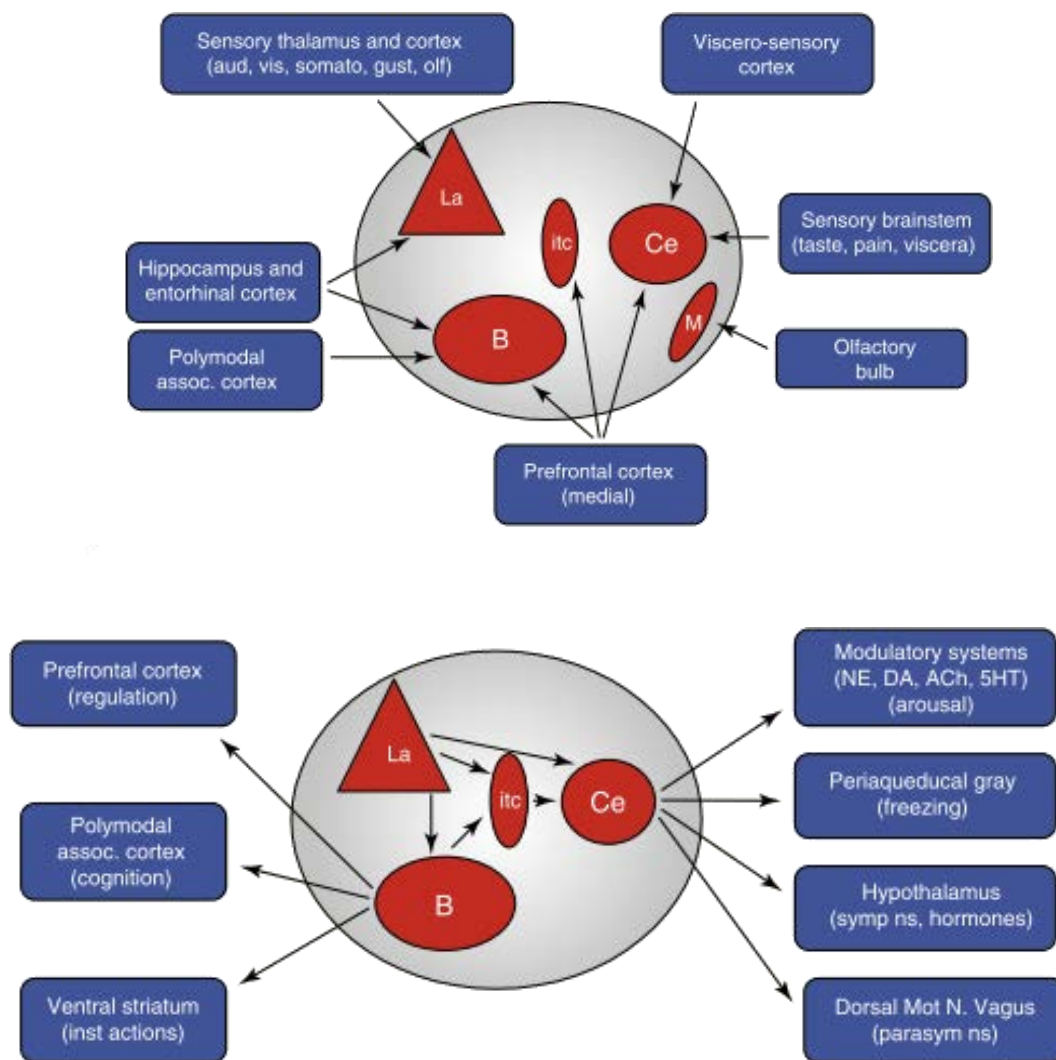 Sensory thalamus and cortex
(aud, vis, somato, gust, olf)
Viscero-sensory
cortex
La
itc
Ce
Sensory brainstem
(taste, pain, viscera)
Hippocampus and
entorhinal cortex
M
B
Polymodal
assoc. cortex
Olfactory
bulb
Prefrontal cortex
(medial)
Prefrontal cortex
(regulation)
Modulatory systems
(NE, DA, ACh, 5HT)
(arousal)
La
itc
Ce
Periaqueducal gray
(freezing)
Polymodal
assoc. cortex
(cognition)
B
Hypothalamus
(symp ns, hormones)
Ventral striatum
(inst actions)
Dorsal Mot N. Vagus
(parasym ns)